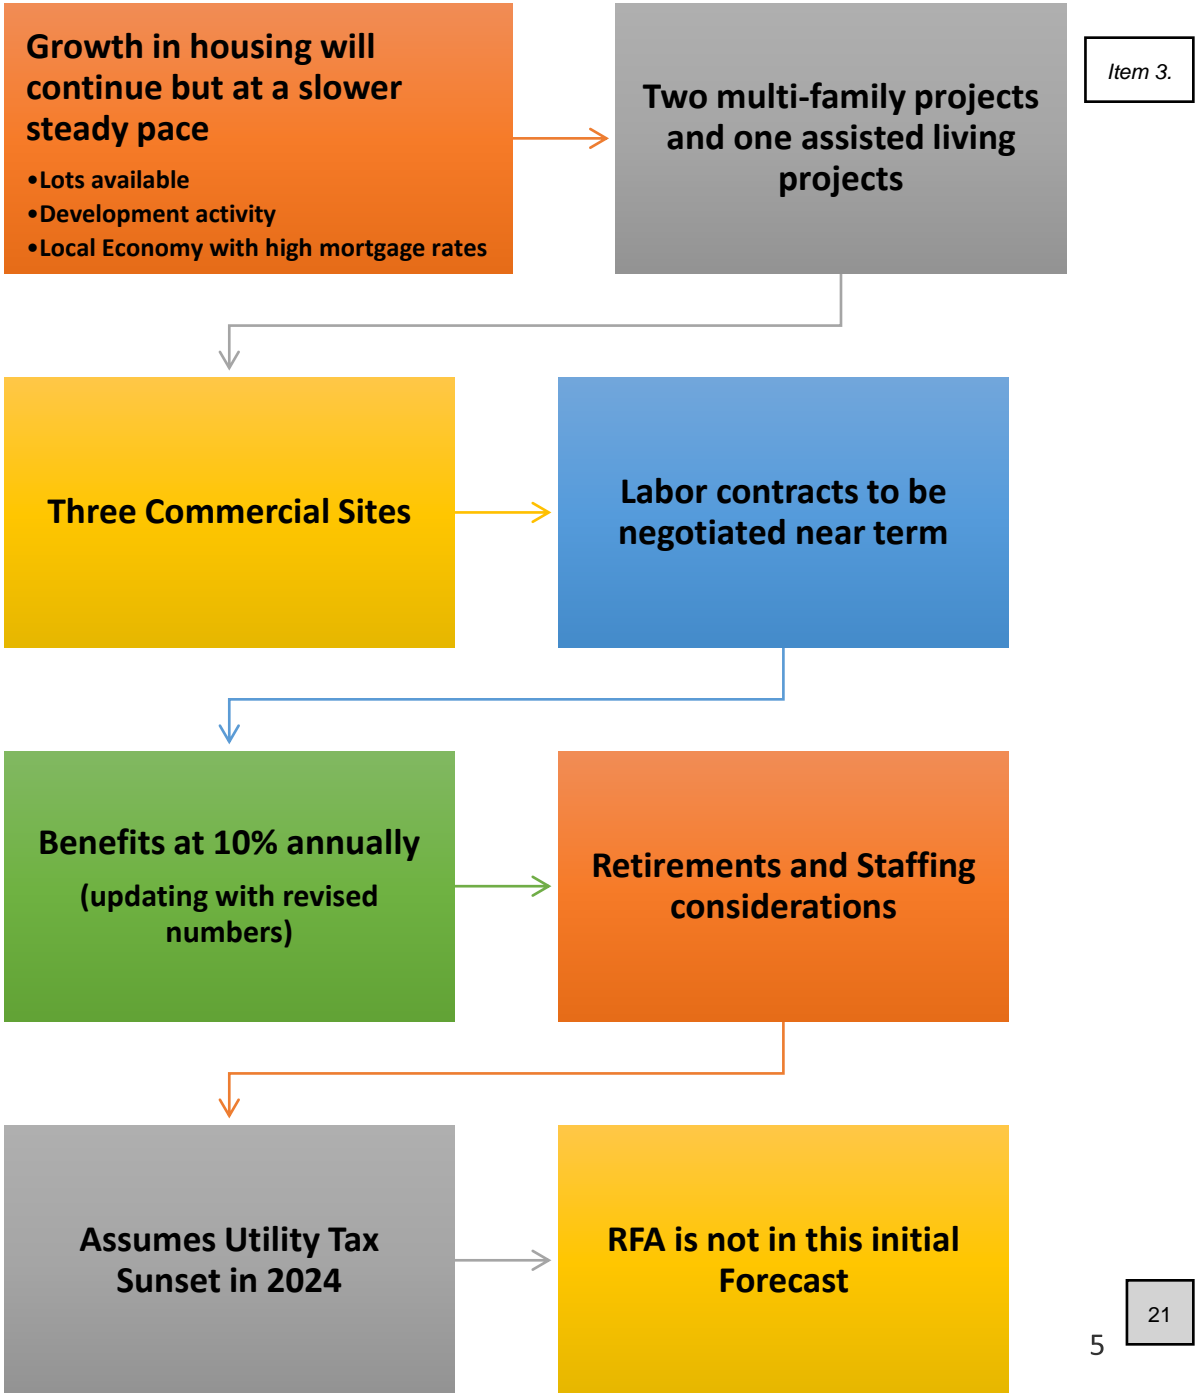 Growth in housing will
continue but at a slower
steady pace
•Lots available
•Development activity
•Local Economy with high mortgage rates
Two multi-family projects
and one assisted living
projects
Item 3.
Three Commercial Sites
Labor contracts to be
negotiated near term
Benefits at 10% annually
(updating with revised
numbers)
Retirements and Staffing
considerations
Assumes Utility Tax
Sunset in 2024
RFA is not in this initial
Forecast
5
21